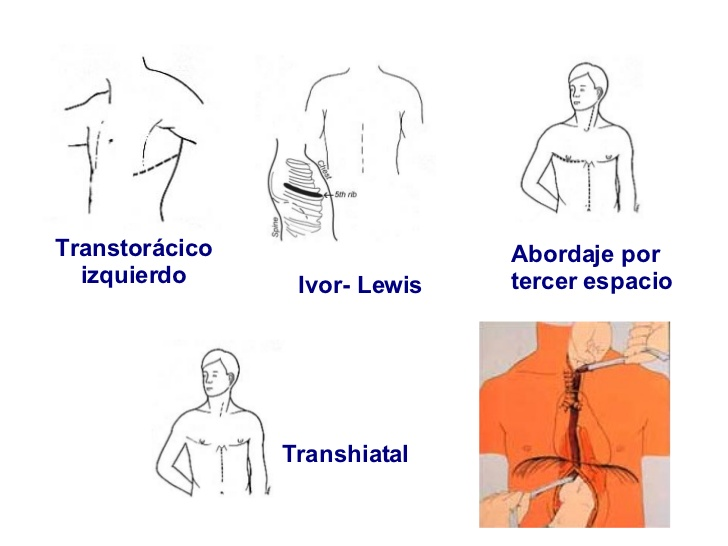 Transtorácico
izquierdo
Chest
5th rib
Spine
Ivor- Lewis
Abordaje por
tercer espacio
Transhiatal